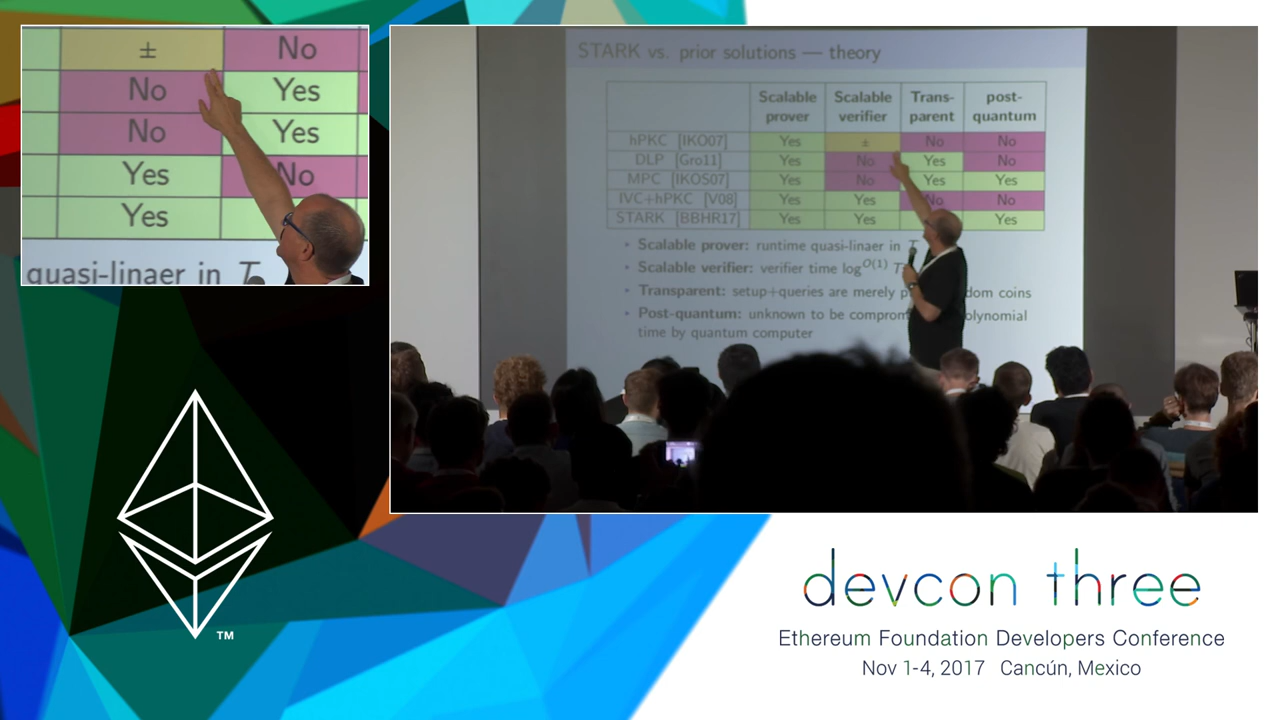 ± No
No Yes
No Yes
Yes No
Yes
quasi-linaer in T
STARK vs. prior solutions — theory
Scalable prover Scalable verifier Trans-parent post-quantum
hPKC [IKO07] Yes ± No No
DLP [Gro11] Yes No Yes No
MPC [IKOS07] Yes No Yes Yes
IVC+hPKC [V08] Yes Yes No No
STARK [BBHR17] Yes Yes Yes
• Scalable prover: runtime quasi-linaer in T
• Scalable verifier: verifier time log^O(1) T
• Transparent: setup+queries are merely dom coins
• Post-quantum: unknown to be compro olynomial
time by quantum computer
TM
devcon three
Ethereum Foundation Developers Conference
Nov 1-4, 2017 Cancún, Mexico